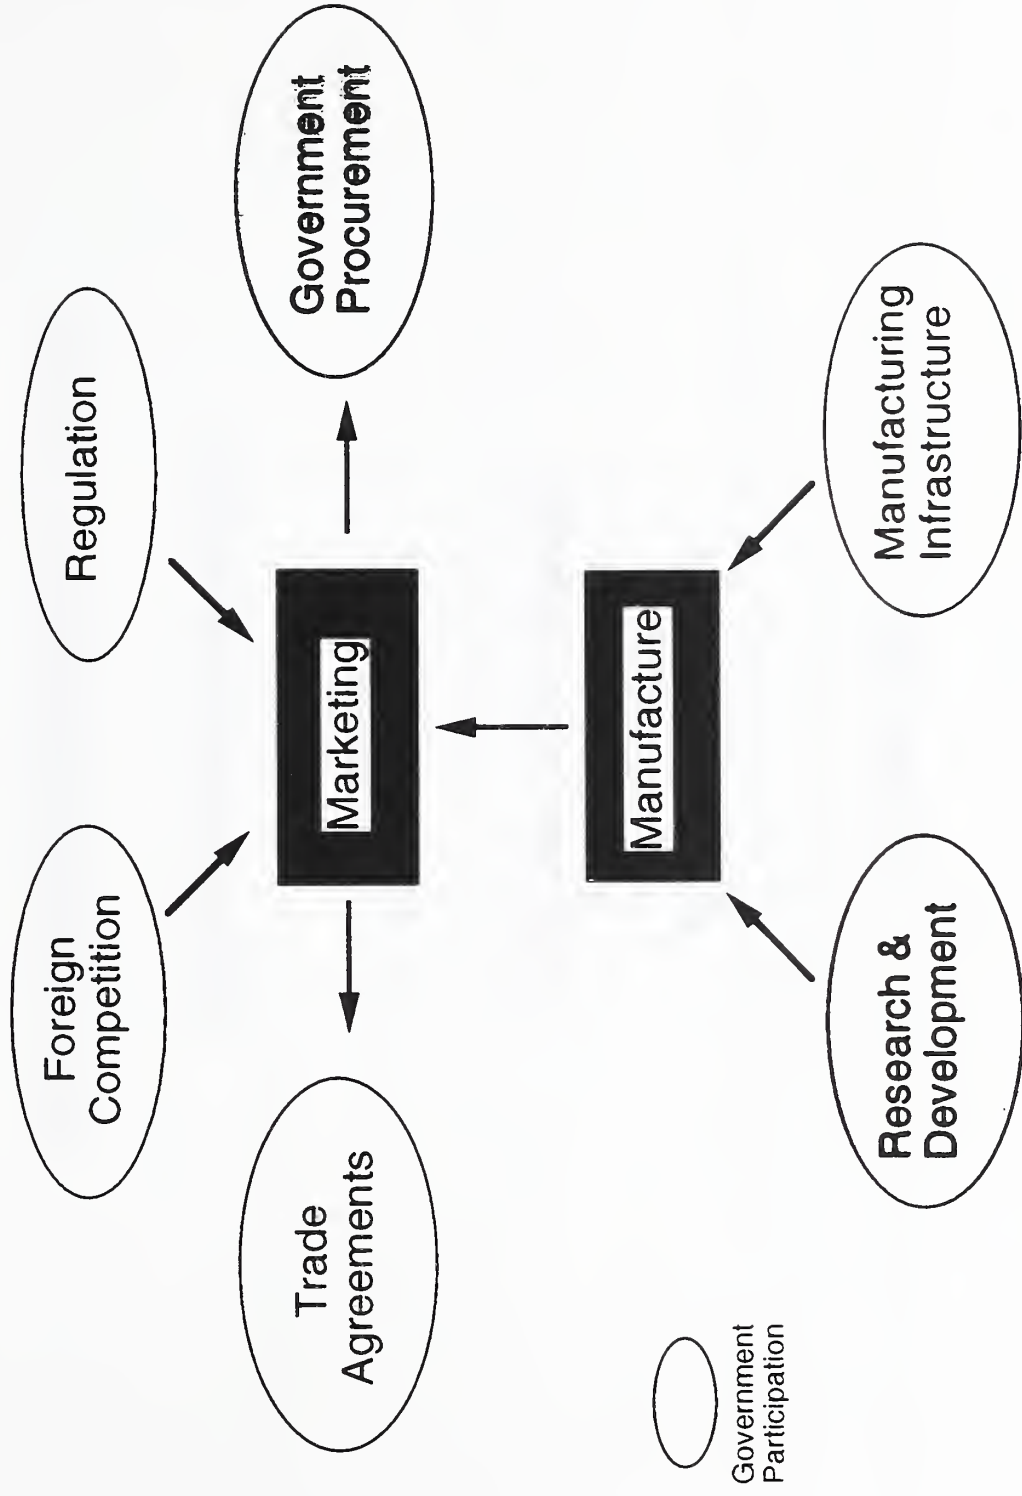 Foreign
Competition
Regulation
Trade
Agreements
Marketing
Government
Procurement
Manufacture
Research &
Development
Manufacturing
Infrastructure
Government
Participation